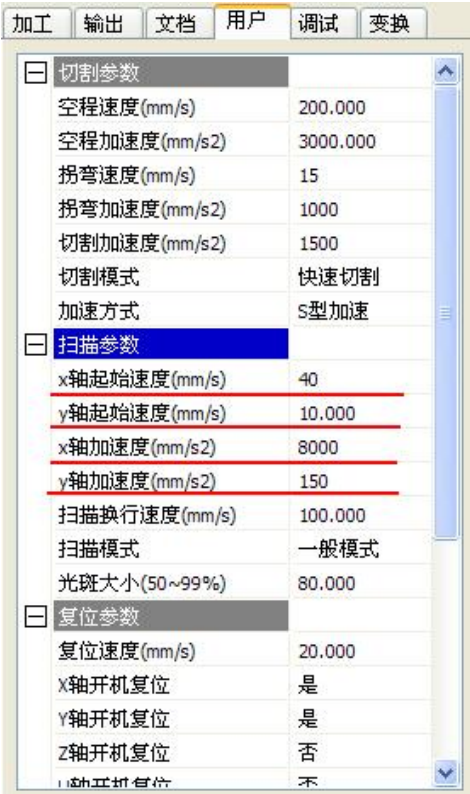 加工 输出 文档 用户 调试 变换
切割参数
空程速度(mm/s) 200.000
空程加速度(mm/s2) 3000.000
拐弯速度(mm/s) 15
拐弯加速度(mm/s2) 1000
切割加速度(mm/s2) 1500
切割模式 快速切割
加速方式 S型加速
扫描参数
x轴起始速度(mm/s) 40
y轴起始速度(mm/s) 10.000
x轴加速度(mm/s2) 8000
y轴加速度(mm/s2) 150
扫描换行速度(mm/s) 100.000
扫描模式 一般模式
光斑大小(50~99%) 80.000
复位参数
复位速度(mm/s) 20.000
X轴开机复位 是
Y轴开机复位 是
Z轴开机复位 否